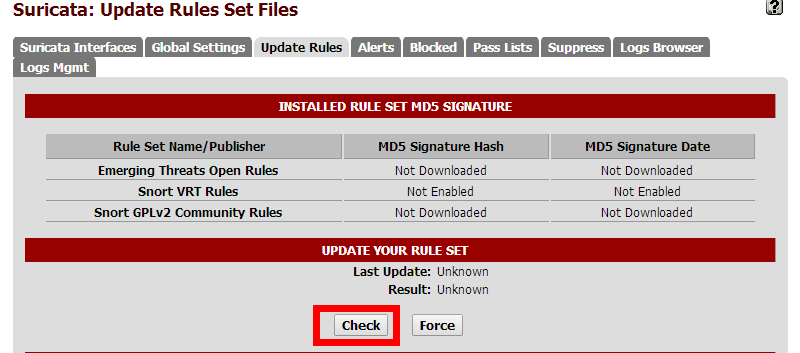 Suricata: Update Rules Set Files
?
Suricata Interfaces Global Settings Update Rules Alerts Blocked Pass Lists Suppress Logs Browser
Logs Mgmt
INSTALLED RULE SET MD5 SIGNATURE
Rule Set Name/Publisher MD5 Signature Hash MD5 Signature Date
Emerging Threats Open Rules Not Downloaded Not Downloaded
Snort VRT Rules Not Enabled Not Enabled
Snort GPLv2 Community Rules Not Downloaded Not Downloaded
UPDATE YOUR RULE SET
Last Update: Unknown
Result: Unknown
Check Force